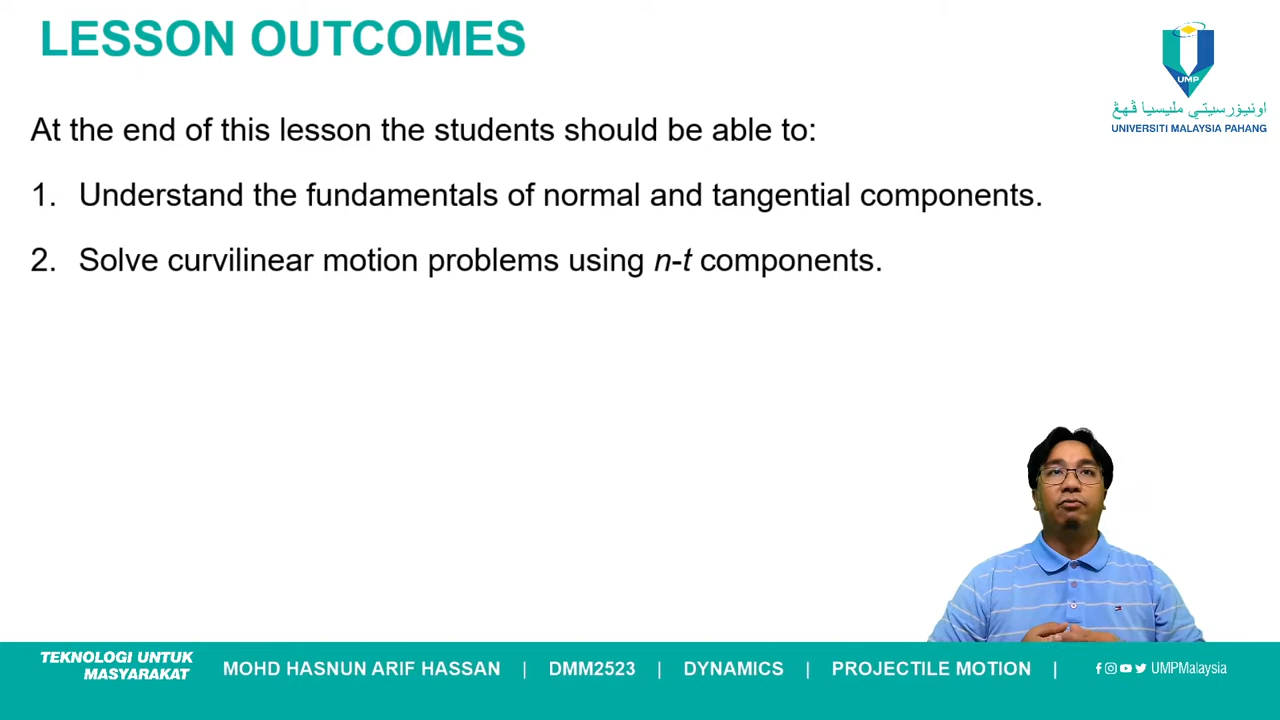 LESSON OUTCOMES
UMP
اونيۏرسيتي مليسيا ڤهڠ
UNIVERSITI MALAYSIA PAHANG
At the end of this lesson the students should be able to:
1. Understand the fundamentals of normal and tangential components.
2. Solve curvilinear motion problems using n-t components.
TEKNOLOGI UNTUK
MASYARAKAT
MOHD HASNUN ARIF HASSAN | DMM2523 | DYNAMICS | PROJECTILE MOTION |
UMPMalaysia